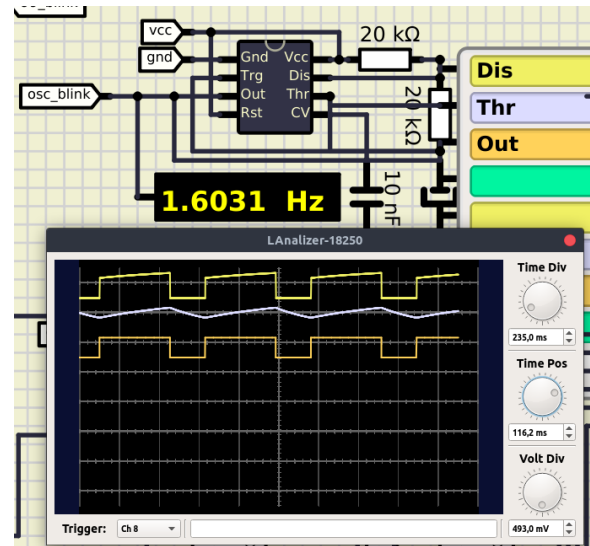 vcc
gnd
osc_blink
Gnd Vcc
Trg Dis
Out Thr
Rst CV
20 kΩ
20 kΩ
10 nF
Dis
Thr
Out
1.6031 Hz
LAnalizer-18250
Time Div
235,0 ms
Time Pos
116,2 ms
Volt Div
493,0 mV
Trigger: Ch 8